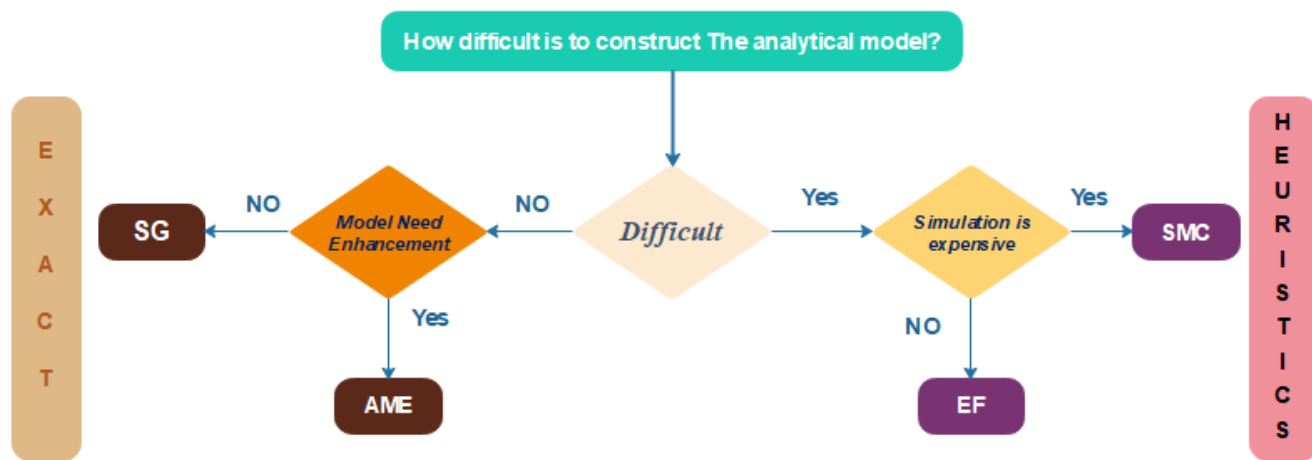 How difficult is to construct The analytical model?
E
X
A
C
T
SG
NO
Model Need
Enhancement
NO
Difficult
Yes
Simulation is
expensive
Yes
SMC
Yes
AME
NO
EF
H
E
U
R
I
S
T
I
C
S